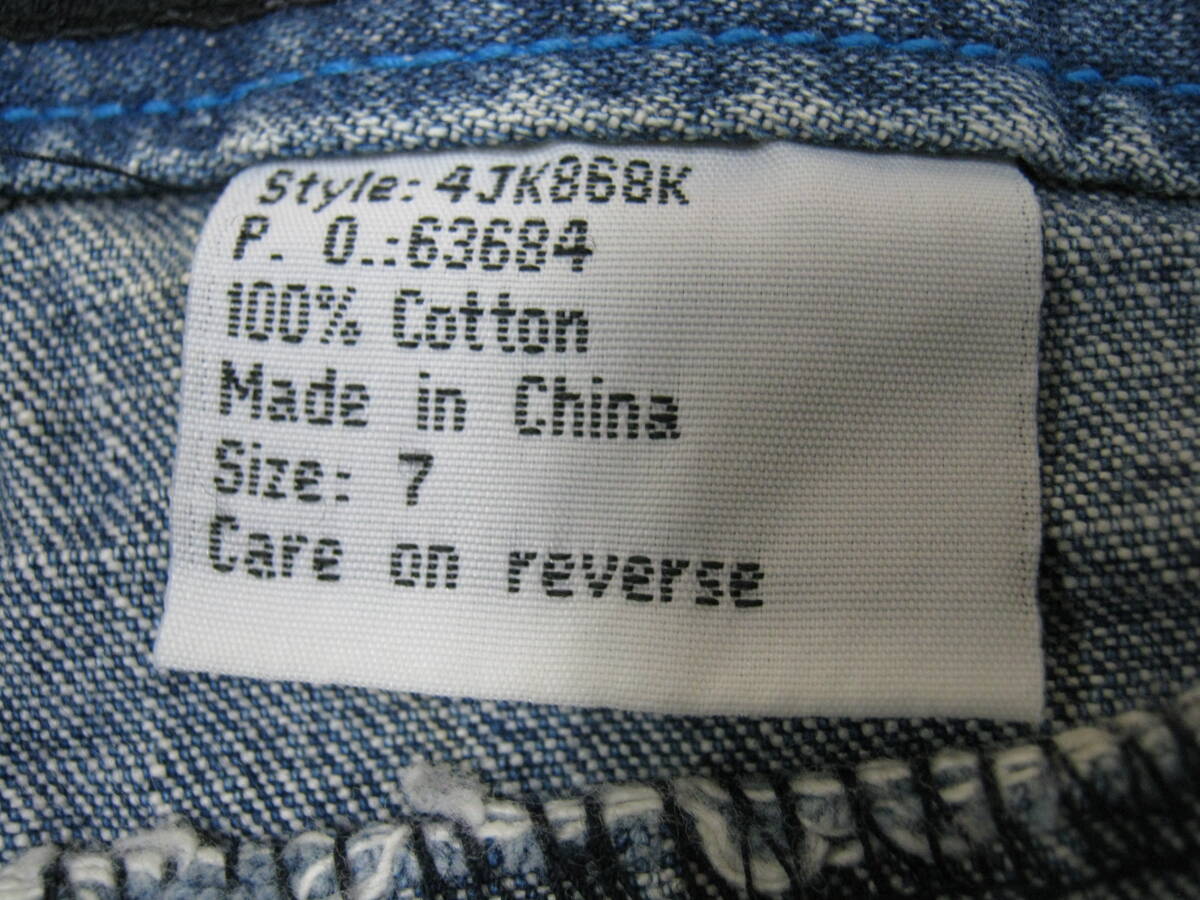 Style: 4JK868K
P. O.:63684
100% Cotton
Made in China
Size: 7
Care on reverse